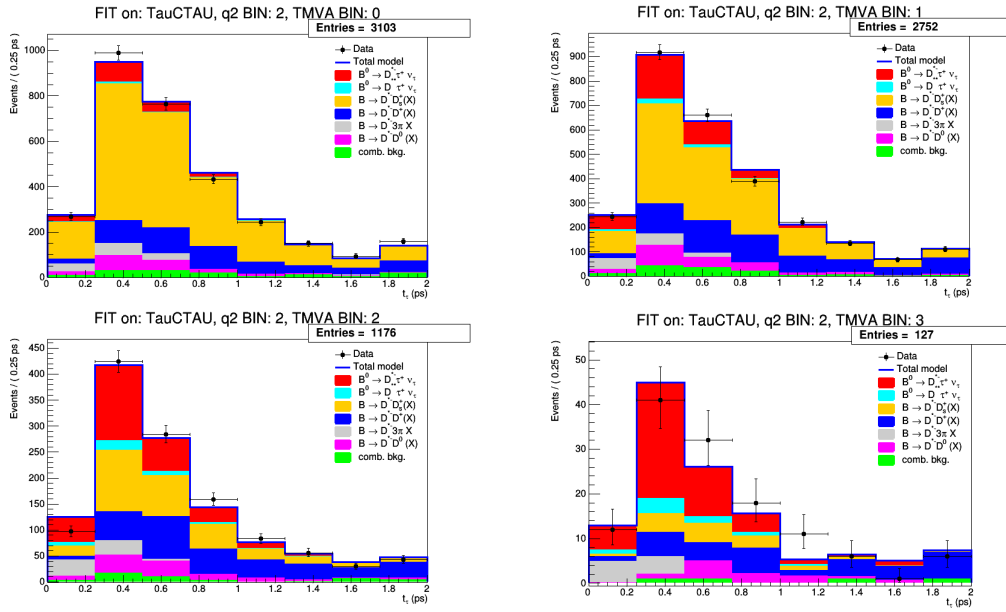 FIT on: TauCTAU, q2 BIN: 2, TMVA BIN: 0
Entries = 3103
Events / ( 0.25 ps )
1000
800
600
400
200
0
Data
Total model
B⁰ → D*⁻ τ⁺ ν_τ
B⁰ → D** τ⁺ ν_τ
B → D*⁻ D_s⁺(X)
B → D*⁻ D⁺(X)
B → D*⁻ 3π X
B → D*⁻ D⁰ (X)
comb. bkg.
0 0.2 0.4 0.6 0.8 1 1.2 1.4 1.6 1.8 2
t_τ (ps)
FIT on: TauCTAU, q2 BIN: 2, TMVA BIN: 1
Entries = 2752
Events / ( 0.25 ps )
900
800
700
600
500
400
300
200
100
0
Data
Total model
B⁰ → D*⁻ τ⁺ ν_τ
B⁰ → D** τ⁺ ν_τ
B → D*⁻ D_s⁺(X)
B → D*⁻ D⁺(X)
B → D*⁻ 3π X
B → D*⁻ D⁰ (X)
comb. bkg.
0 0.2 0.4 0.6 0.8 1 1.2 1.4 1.6 1.8 2
t_τ (ps)
FIT on: TauCTAU, q2 BIN: 2, TMVA BIN: 2
Entries = 1176
Events / ( 0.25 ps )
450
400
350
300
250
200
150
100
50
0
Data
Total model
B⁰ → D*⁻ τ⁺ ν_τ
B⁰ → D** τ⁺ ν_τ
B → D*⁻ D_s⁺(X)
B → D*⁻ D⁺(X)
B → D*⁻ 3π X
B → D*⁻ D⁰ (X)
comb. bkg.
0 0.2 0.4 0.6 0.8 1 1.2 1.4 1.6 1.8 2
t_τ (ps)
FIT on: TauCTAU, q2 BIN: 2, TMVA BIN: 3
Entries = 127
Events / ( 0.25 ps )
50
40
30
20
10
0
Data
Total model
B⁰ → D*⁻ τ⁺ ν_τ
B⁰ → D** τ⁺ ν_τ
B → D*⁻ D_s⁺(X)
B → D*⁻ D⁺(X)
B → D*⁻ 3π X
B → D*⁻ D⁰ (X)
comb. bkg.
0 0.2 0.4 0.6 0.8 1 1.2 1.4 1.6 1.8 2
t_τ (ps)